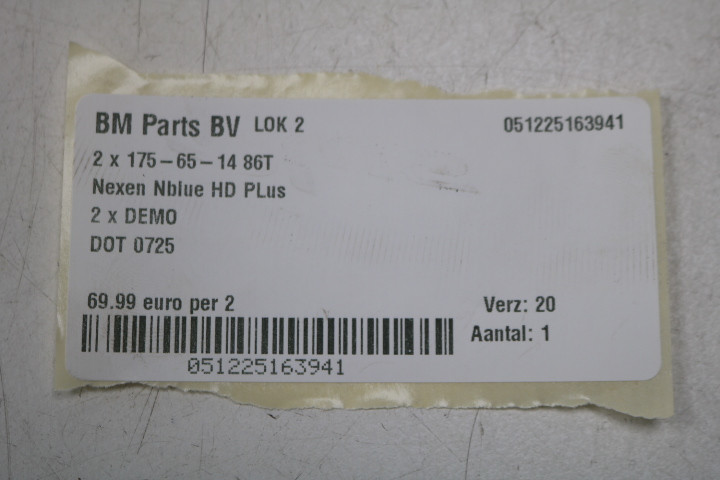 BM Parts BV LOK 2 051225163941
2 x 175-65-14 86T
Nexen Nblue HD PLus
2 x DEMO
DOT 0725
69.99 euro per 2 Verz: 20
Aantal: 1
051225163941